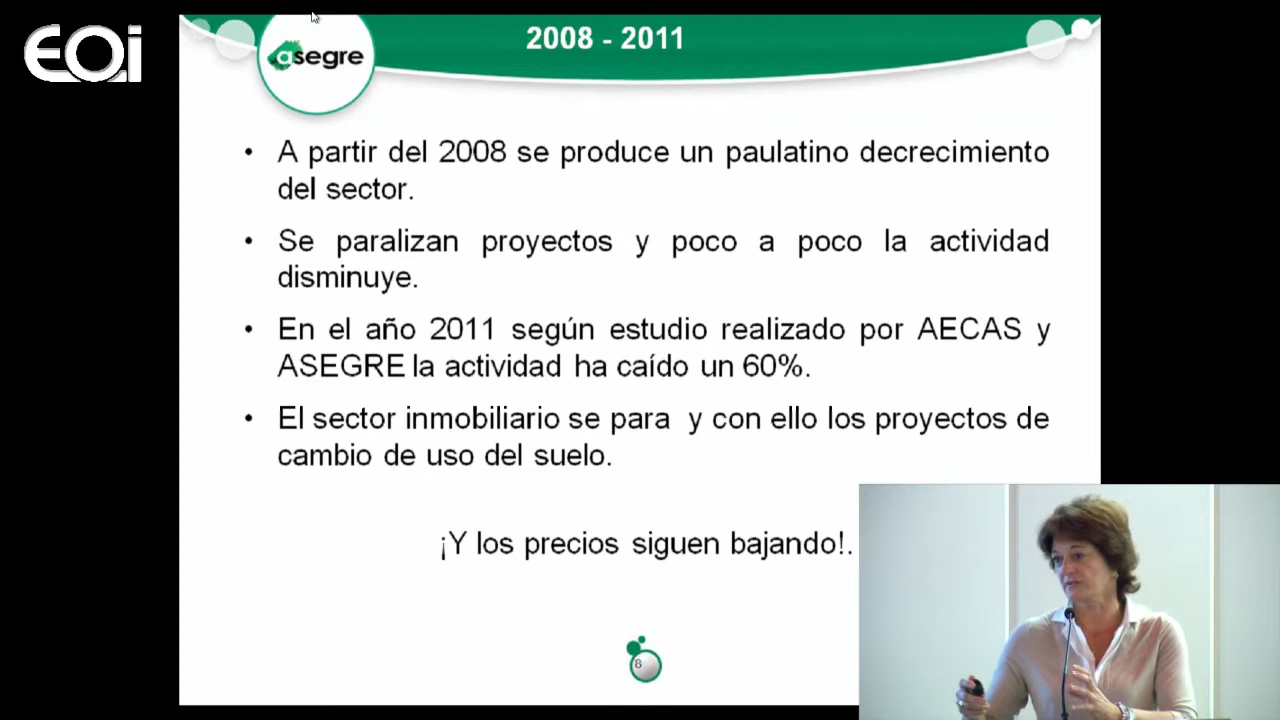 EOi
asegre
2008 - 2011
• A partir del 2008 se produce un paulatino decrecimiento
del sector.
• Se paralizan proyectos y poco a poco la actividad
disminuye.
• En el año 2011 según estudio realizado por AECAS y
ASEGRE la actividad ha caído un 60%.
• El sector inmobiliario se para y con ello los proyectos de
cambio de uso del suelo.
¡Y los precios siguen bajando!.
8